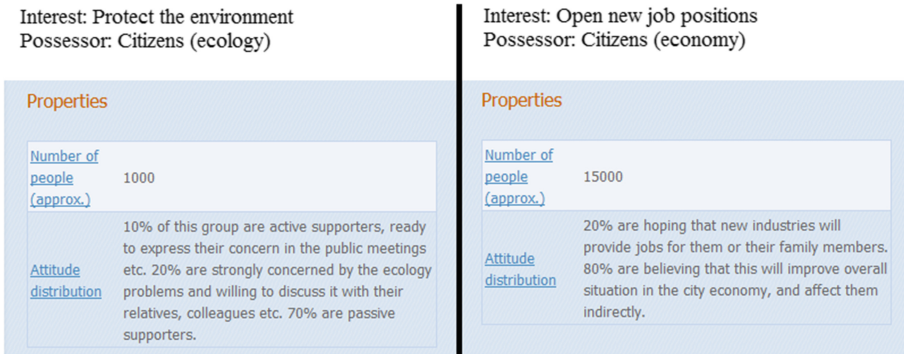 Interest: Protect the environment
Possessor: Citizens (ecology)
Properties
Number of
people
(approx.)
1000
Attitude
distribution
10% of this group are active supporters, ready
to express their concern in the public meetings
etc. 20% are strongly concerned by the ecology
problems and willing to discuss it with their
relatives, colleagues etc. 70% are passive
supporters.
Interest: Open new job positions
Possessor: Citizens (economy)
Properties
Number of
people
(approx.)
15000
Attitude
distribution
20% are hoping that new industries will
provide jobs for them or their family members.
80% are believing that this will improve overall
situation in the city economy, and affect them
indirectly.